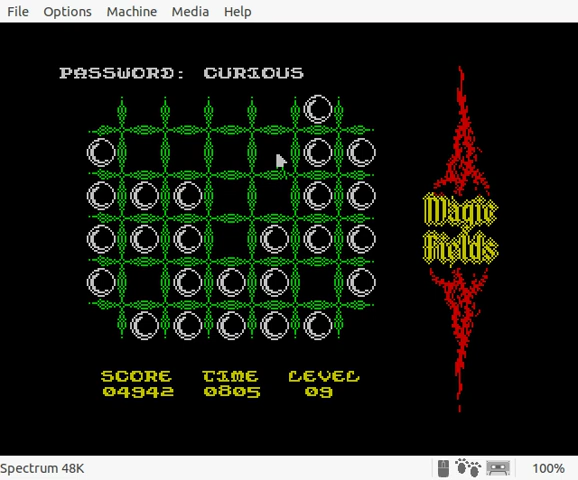 File Options Machine Media Help
PASSWORD: CURIOUS
Magic
Fields
SCORE TIME LEVEL
04942 0805 09
Spectrum 48K 100%